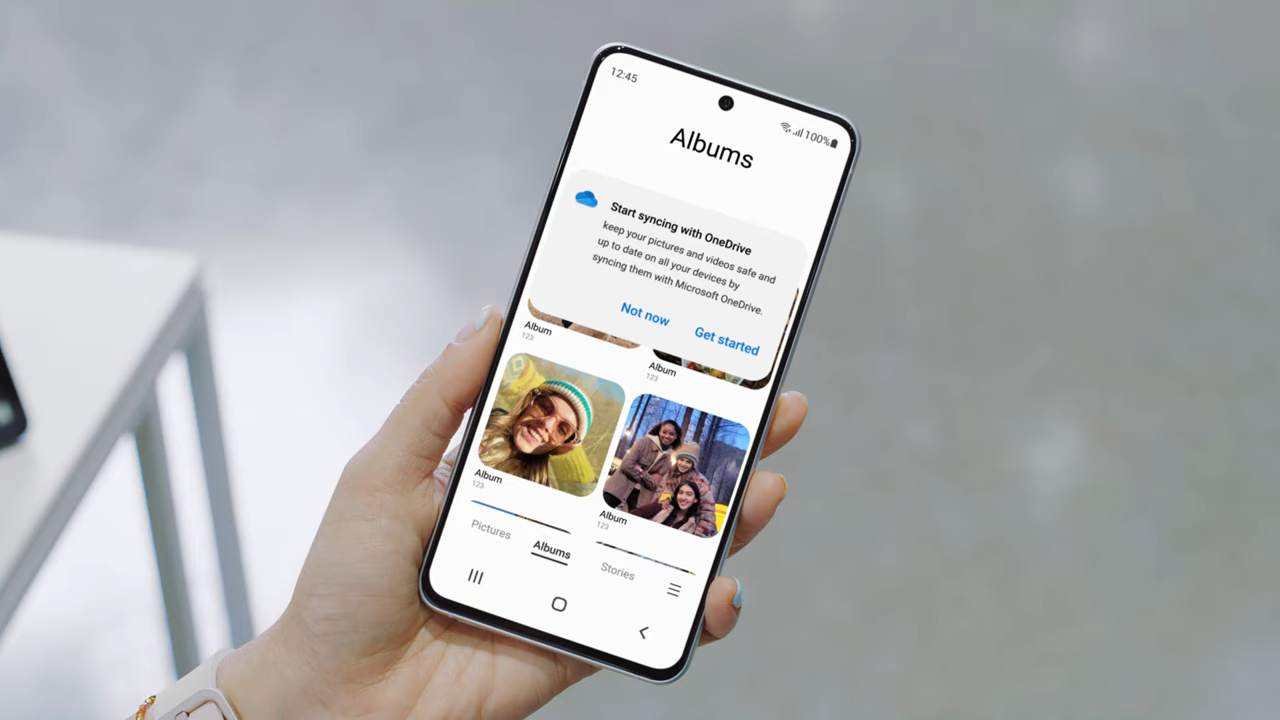 12:45
100%
Albums
Start syncing with OneDrive
keep your pictures and videos safe and
up to date on all your devices by
syncing them with Microsoft OneDrive.
Not now
Get started
Album
123
Album
123
Album
123
Album
123
Pictures
Albums
Stories